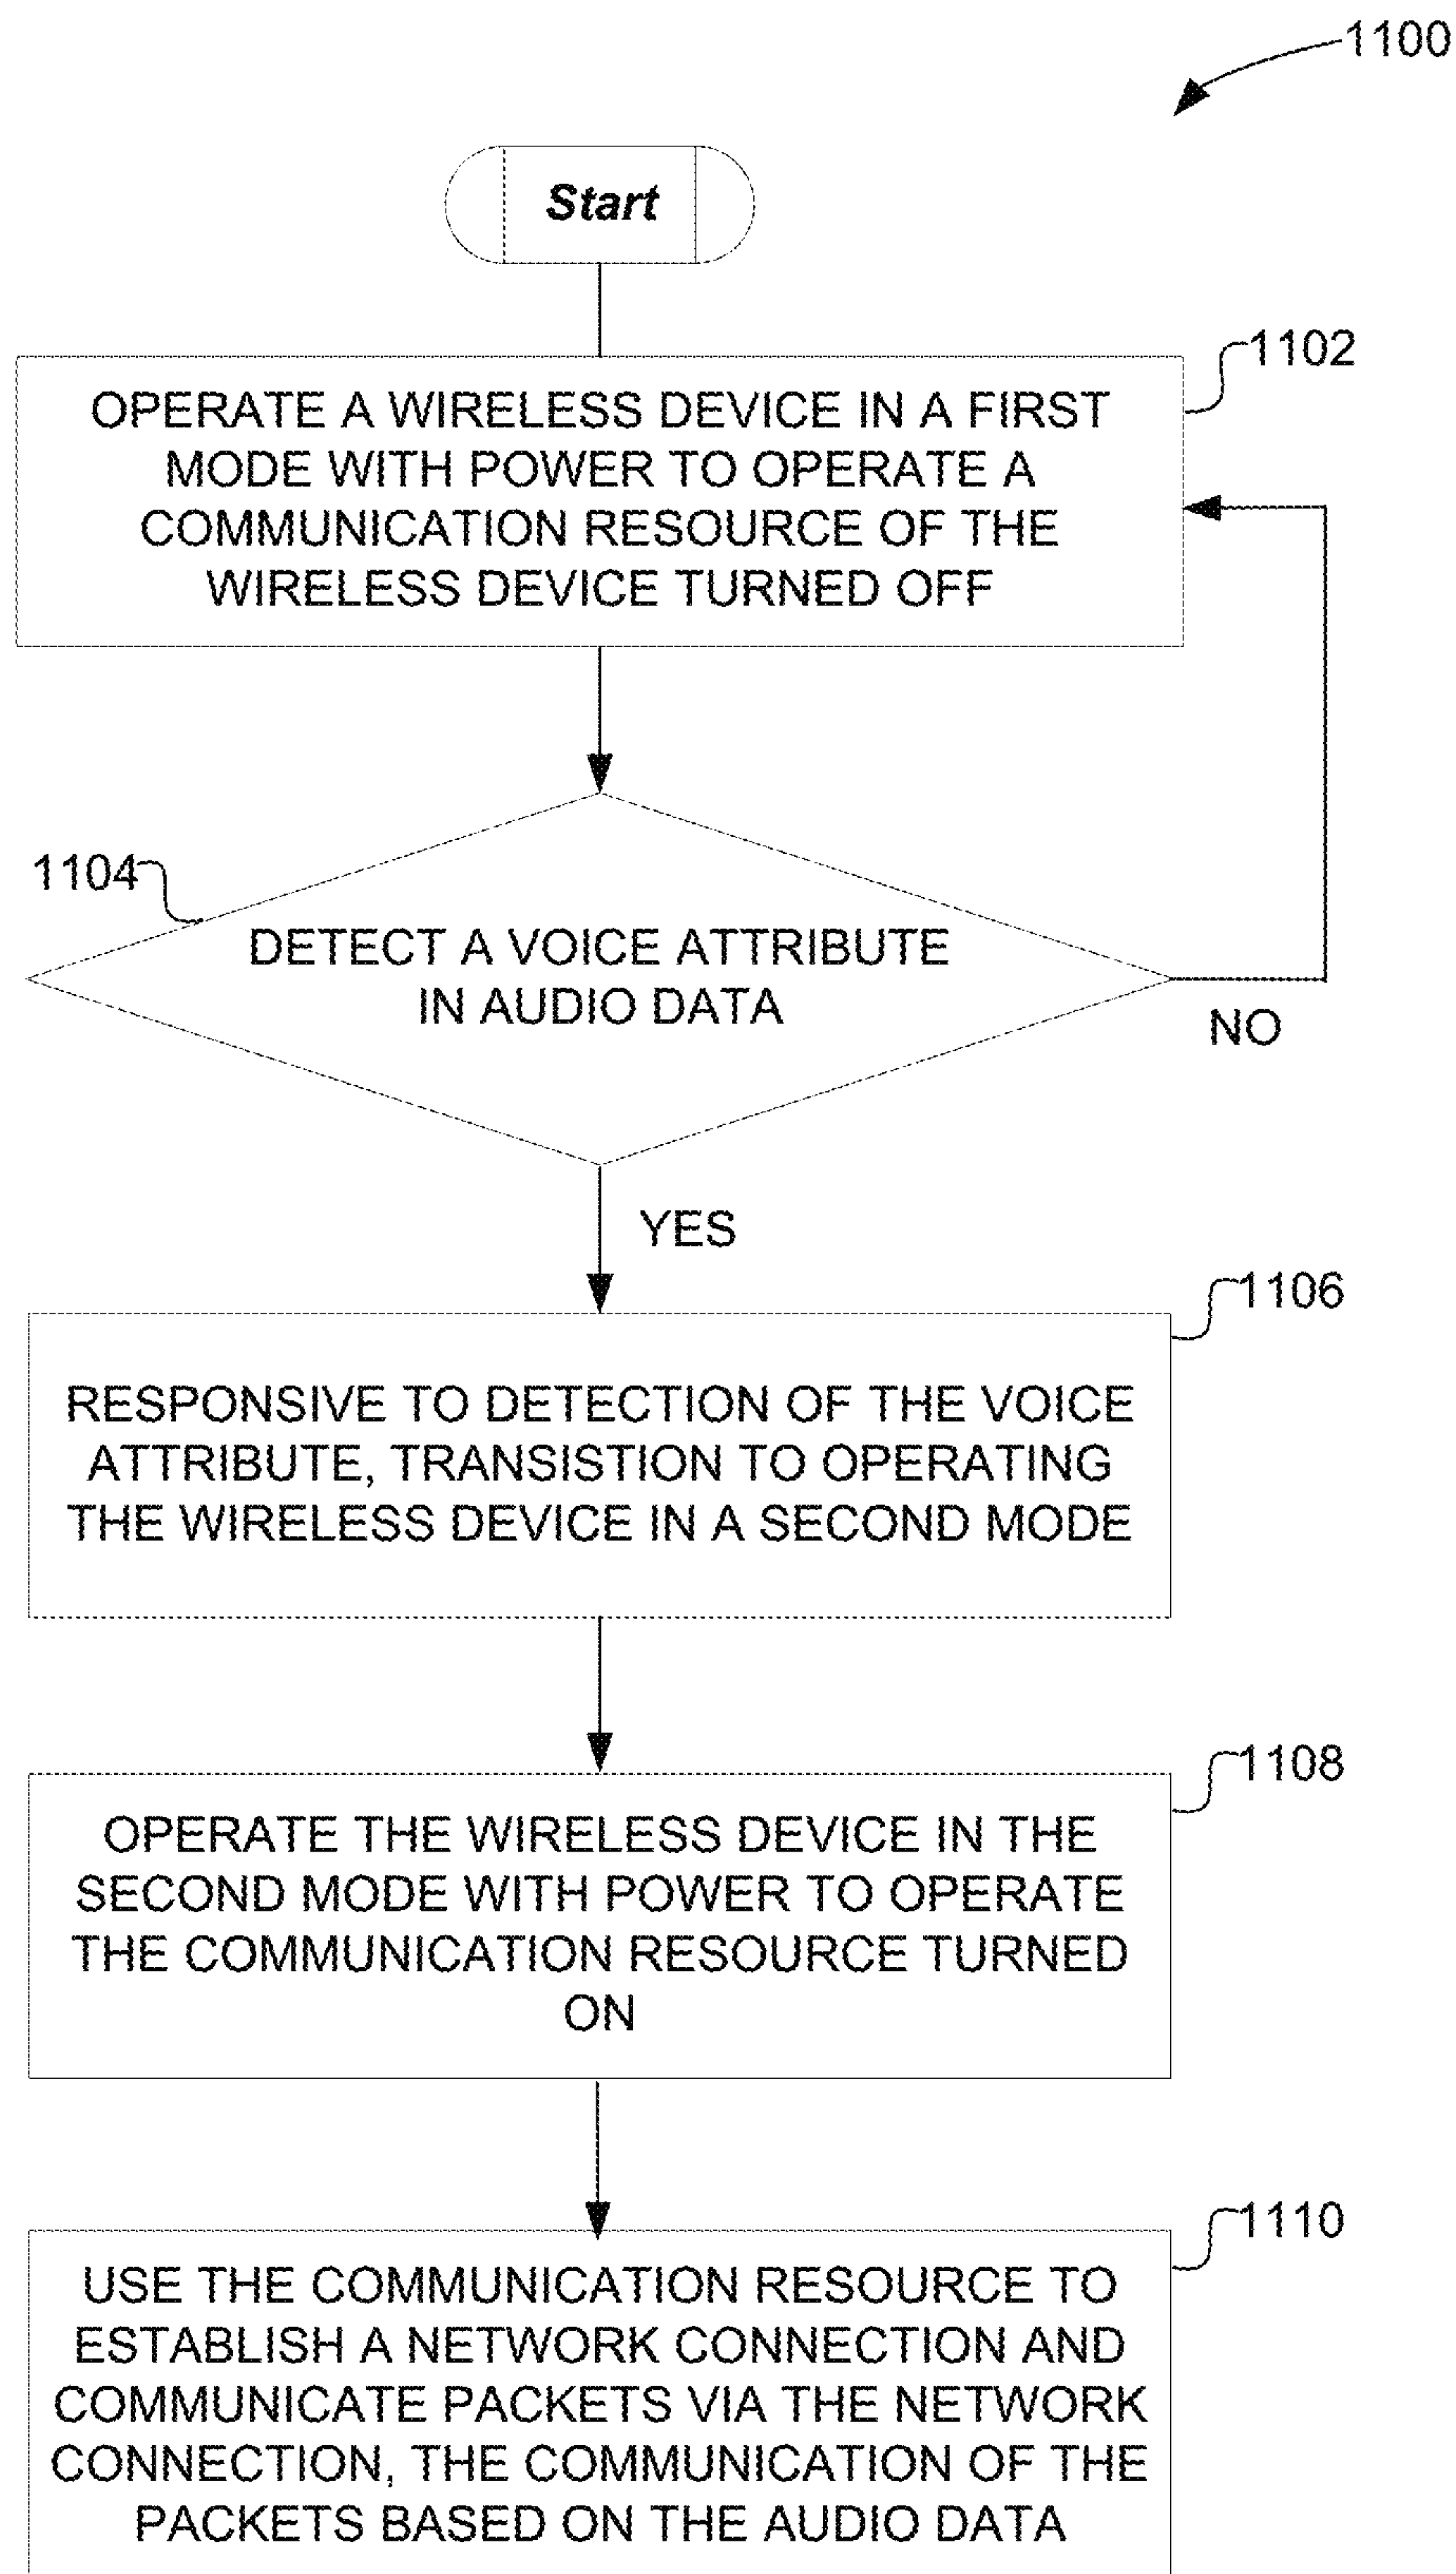 1100
Start
1102
OPERATE A WIRELESS DEVICE IN A FIRST
MODE WITH POWER TO OPERATE A
COMMUNICATION RESOURCE OF THE
WIRELESS DEVICE TURNED OFF
1104
DETECT A VOICE ATTRIBUTE
IN AUDIO DATA
NO
YES
1106
RESPONSIVE TO DETECTION OF THE VOICE
ATTRIBUTE, TRANSISTION TO OPERATING
THE WIRELESS DEVICE IN A SECOND MODE
1108
OPERATE THE WIRELESS DEVICE IN THE
SECOND MODE WITH POWER TO OPERATE
THE COMMUNICATION RESOURCE TURNED
ON
1110
USE THE COMMUNICATION RESOURCE TO
ESTABLISH A NETWORK CONNECTION AND
COMMUNICATE PACKETS VIA THE NETWORK
CONNECTION, THE COMMUNICATION OF THE
PACKETS BASED ON THE AUDIO DATA